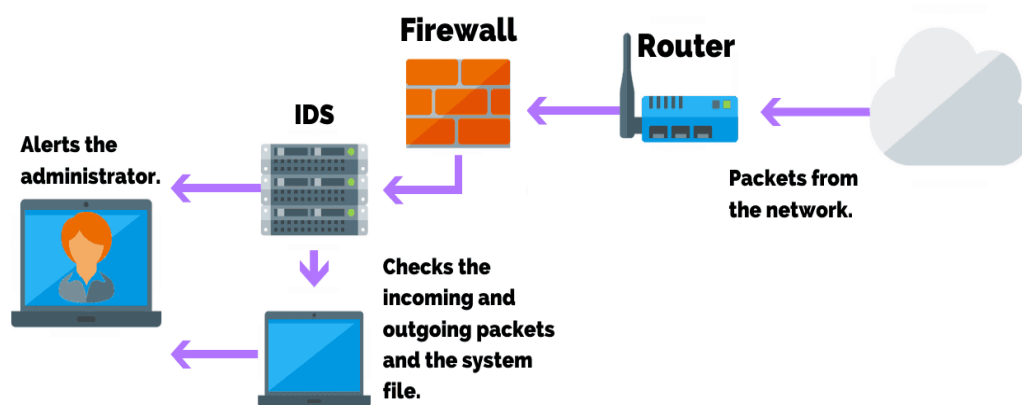 Firewall
Router
IDS
Alerts the
administrator.
Packets from
the network.
Checks the
incoming and
outgoing packets
and the system
file.